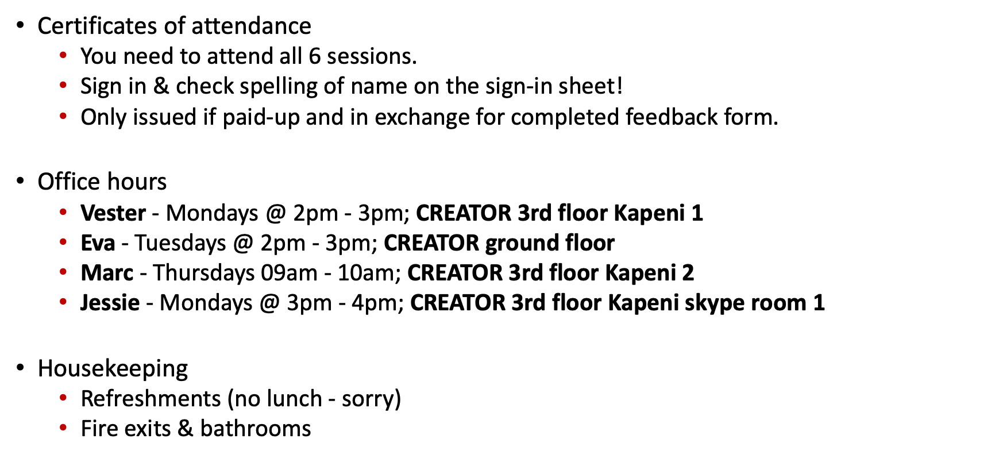 • Certificates of attendance
• You need to attend all 6 sessions.
• Sign in & check spelling of name on the sign-in sheet!
• Only issued if paid-up and in exchange for completed feedback form.
• Office hours
• Vester - Mondays @ 2pm - 3pm; CREATOR 3rd floor Kapeni 1
• Eva - Tuesdays @ 2pm - 3pm; CREATOR ground floor
• Marc - Thursdays 09am - 10am; CREATOR 3rd floor Kapeni 2
• Jessie - Mondays @ 3pm - 4pm; CREATOR 3rd floor Kapeni skype room 1
• Housekeeping
• Refreshments (no lunch - sorry)
• Fire exits & bathrooms